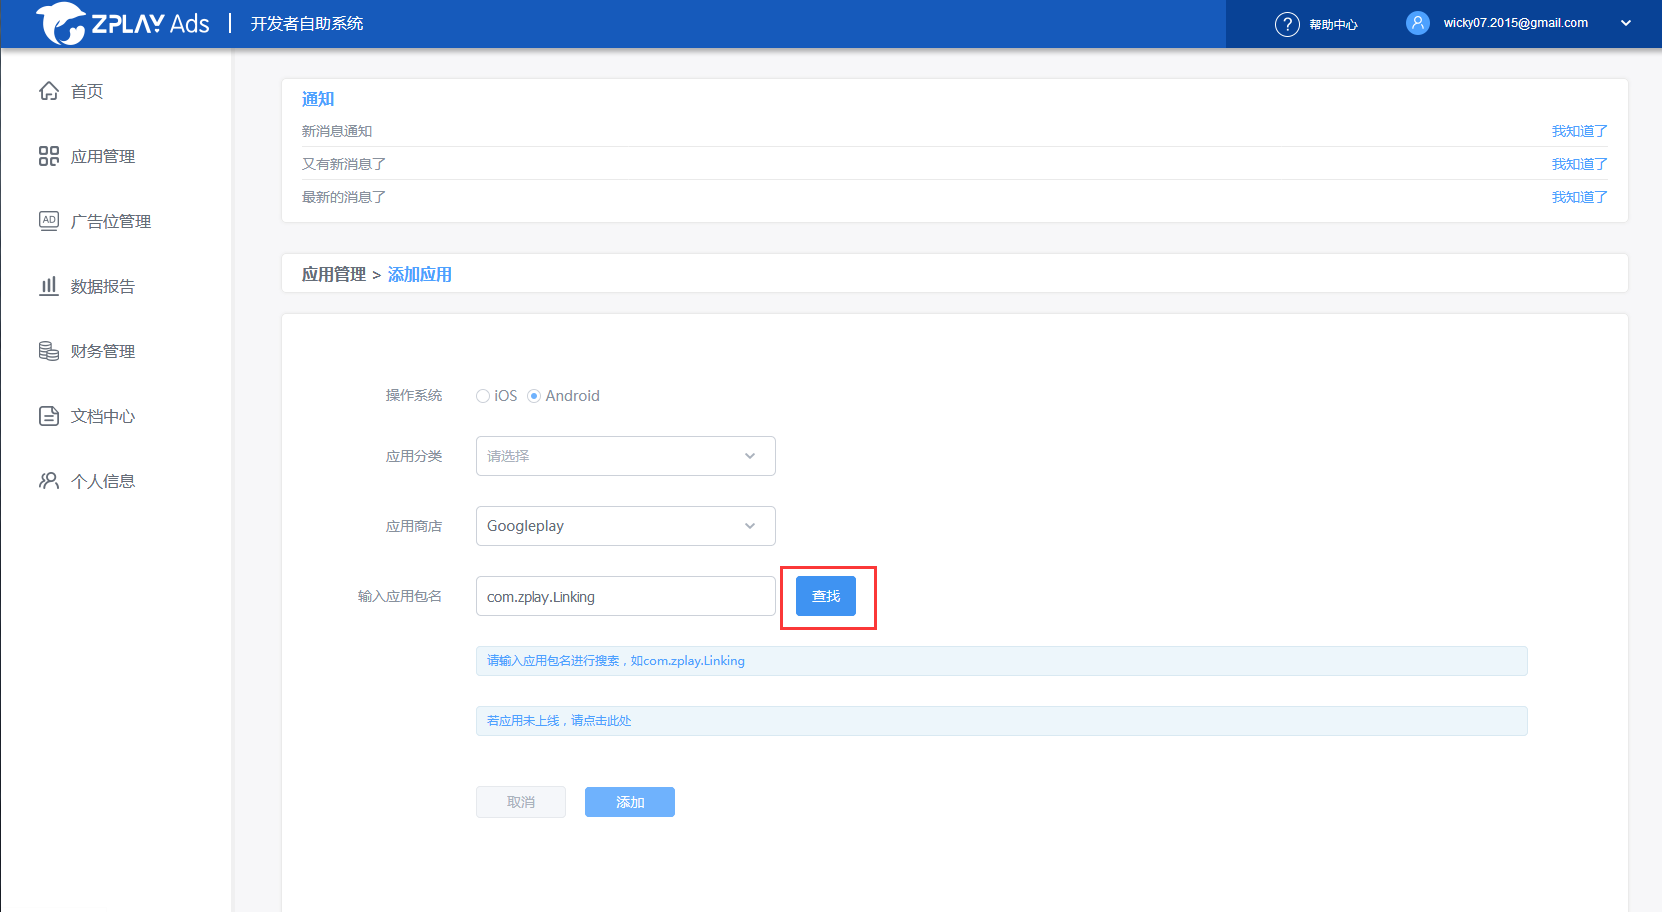 ZPLAY Ads | 开发者自助系统
? 帮助中心
wicky07.2015@gmail.com
首页
应用管理
AD 广告位管理
数据报告
财务管理
文档中心
个人信息
通知
新消息通知 我知道了
又有新消息了 我知道了
最新的消息了 我知道了
应用管理 > 添加应用
操作系统 iOS Android
应用分类 请选择
应用商店 Googleplay
输入应用包名 com.zplay.Linking 查找
请输入应用包名进行搜索，如com.zplay.Linking
若应用未上线，请点击此处
取消 添加